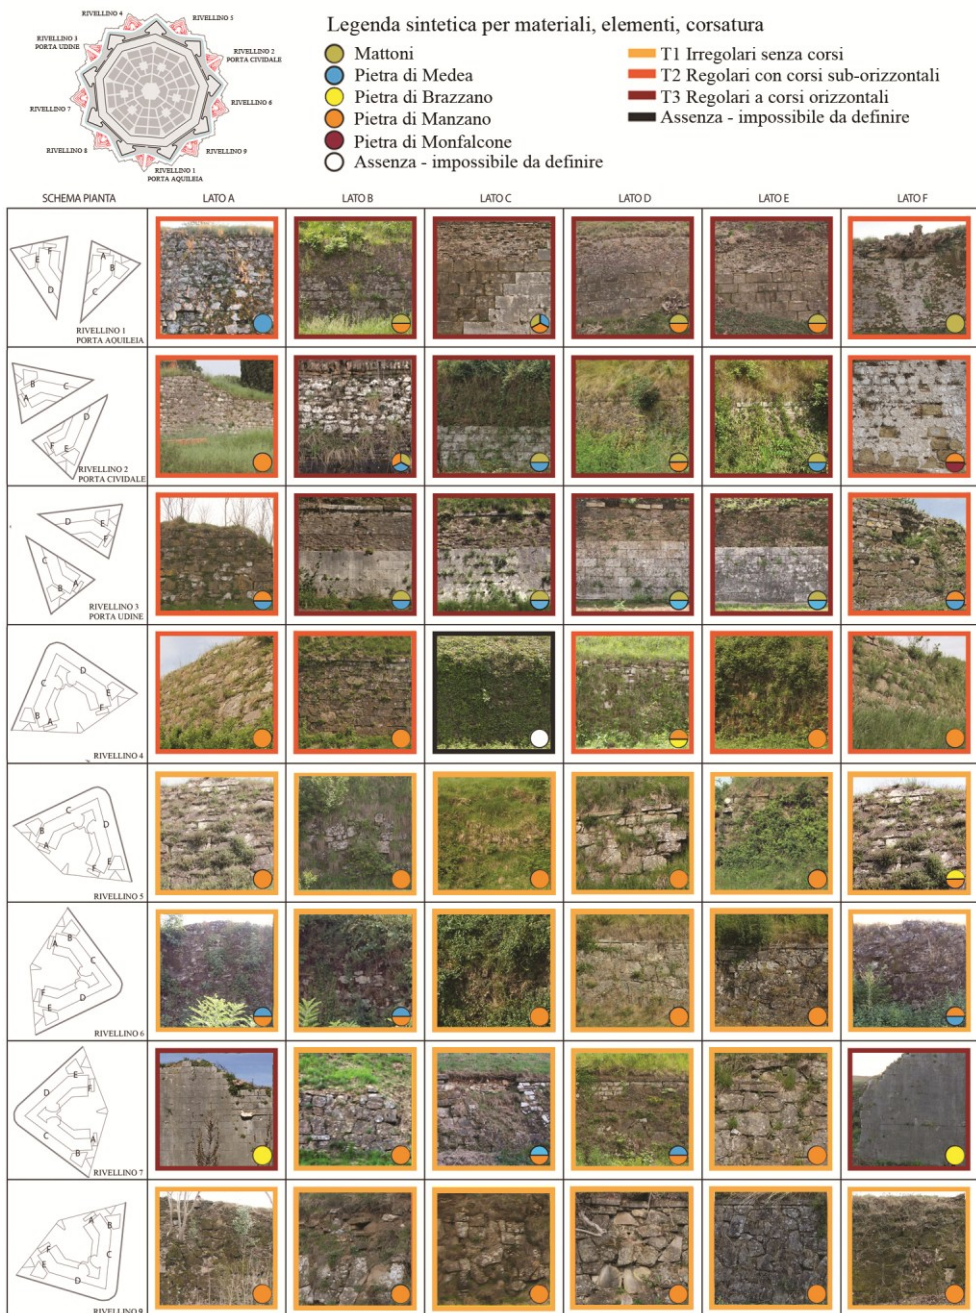 RIVELLINO 4
RIVELLINO 5
RIVELLINO 3
PORTA UDINE
RIVELLINO 2
PORTA CIVIDALE
RIVELLINO 7
RIVELLINO 6
RIVELLINO 8
RIVELLINO 9
RIVELLINO 1
PORTA AQUILEIA
Legenda sintetica per materiali, elementi, corsatura
Mattoni
Pietra di Medea
Pietra di Brazzano
Pietra di Manzano
Pietra di Monfalcone
Assenza - impossibile da definire
T1 Irregolari senza corsi
T2 Regolari con corsi sub-orizzontali
T3 Regolari a corsi orizzontali
Assenza - impossibile da definire
SCHEMA PIANTA LATO A LATO B LATO C LATO D LATO E LATO F
F
E
D
A
B
C
RIVELLINO 1
PORTA AQUILEIA
B
C
A
D
F
E
RIVELLINO 2
PORTA CIVIDALE
D
E
F
C
B
A
RIVELLINO 3
PORTA UDINE
D
C
E
B
F
A
RIVELLINO 4
C
B
D
A
E
F
RIVELLINO 5
A
B
C
F
D
E
RIVELLINO 6
E
F
D
C
A
B
RIVELLINO 7
A
B
F
C
E
D
RIVELLINO 9